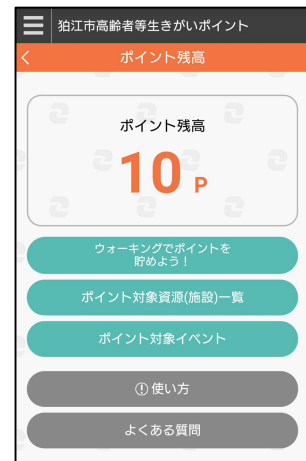 狛江市高齢者等生きがいポイント
ポイント残高
ポイント残高
10 P
ウォーキングでポイントを
貯めよう！
ポイント対象資源(施設)一覧
ポイント対象イベント
使い方
よくある質問